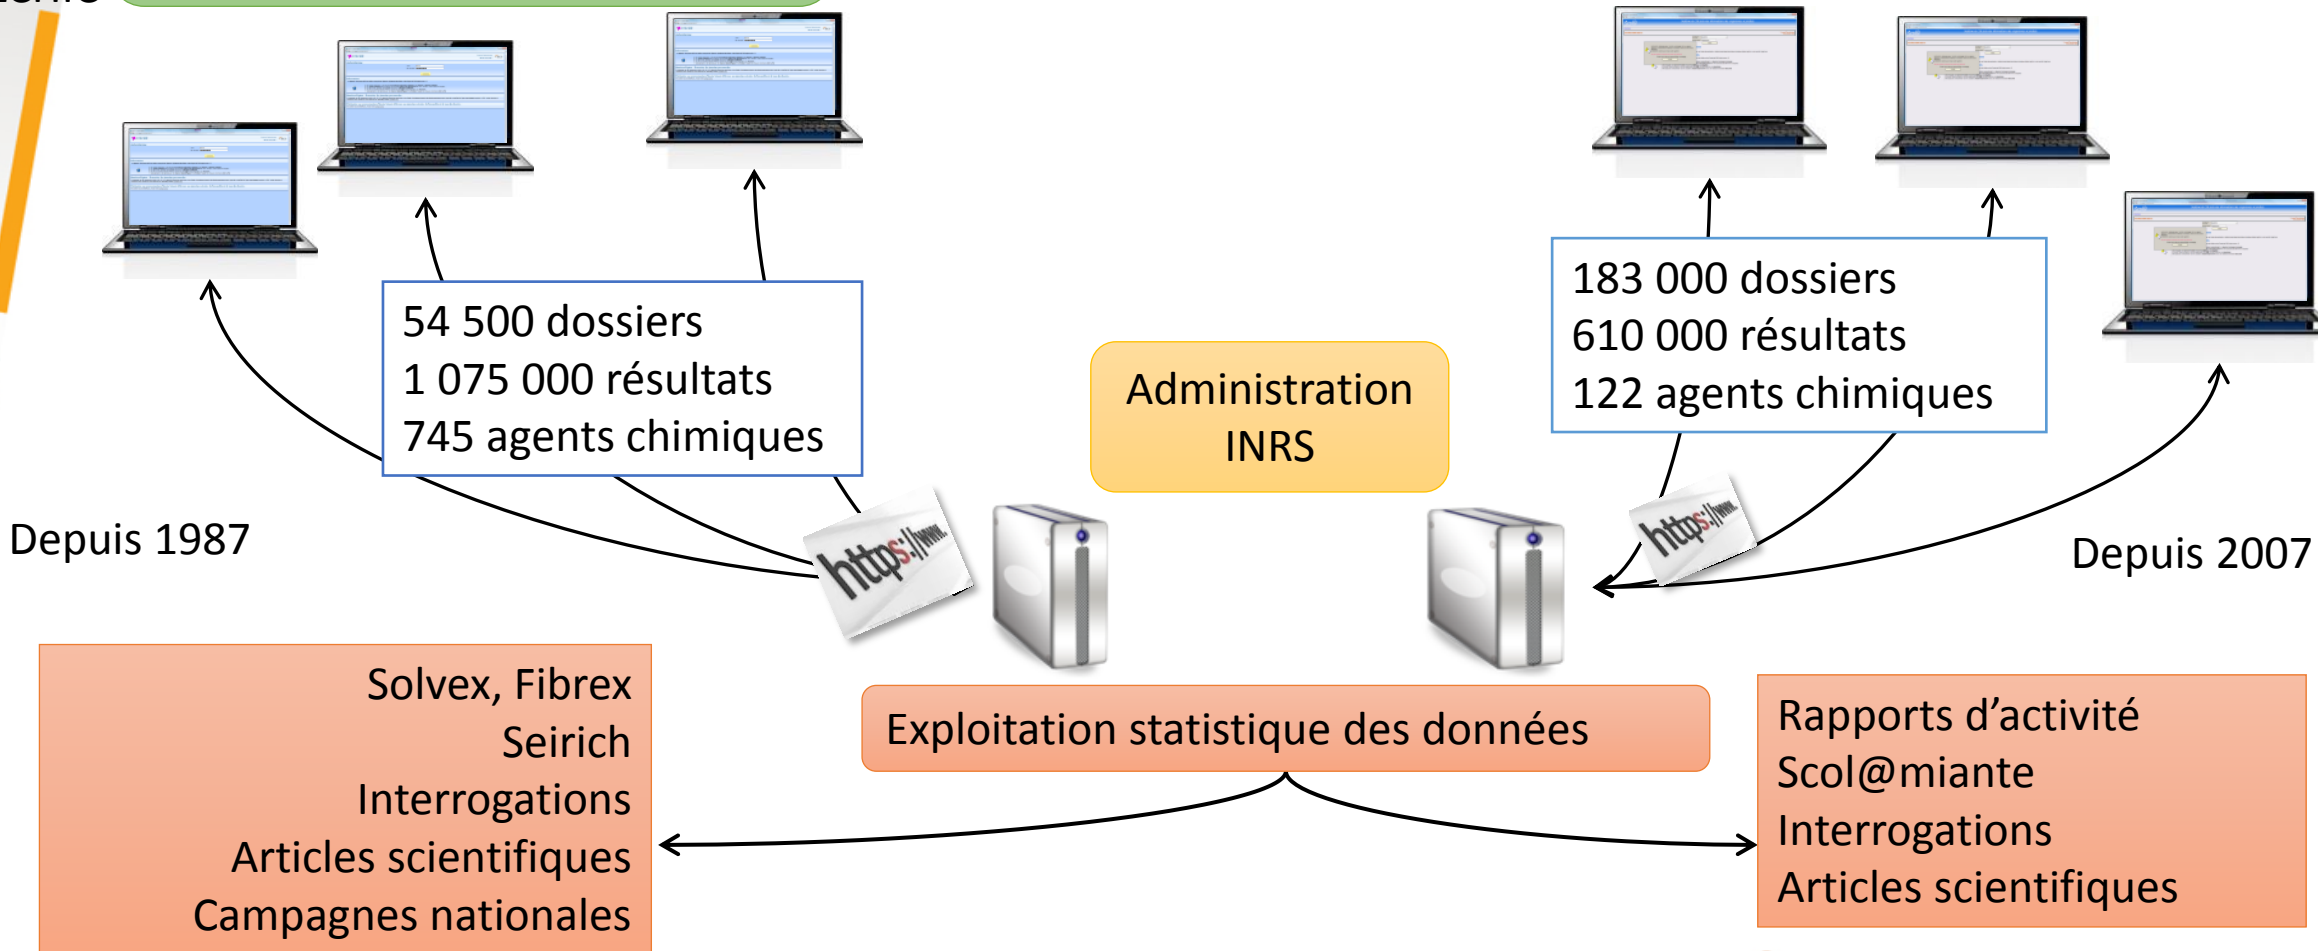 54 500 dossiers
1 075 000 résultats
745 agents chimiques
183 000 dossiers
610 000 résultats
122 agents chimiques
Administration
INRS
Depuis 1987
https://www.
https://www.
Depuis 2007
Solvex, Fibrex
Seirich
Interrogations
Articles scientifiques
Campagnes nationales
Exploitation statistique des données
Rapports d’activité
Scol@miante
Interrogations
Articles scientifiques